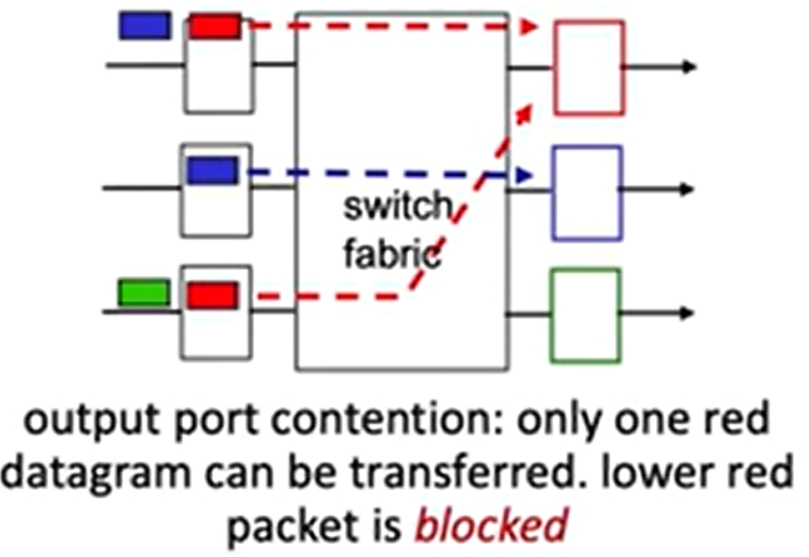 switch
fabric
output port contention: only one red
datagram can be transferred. lower red
packet is blocked